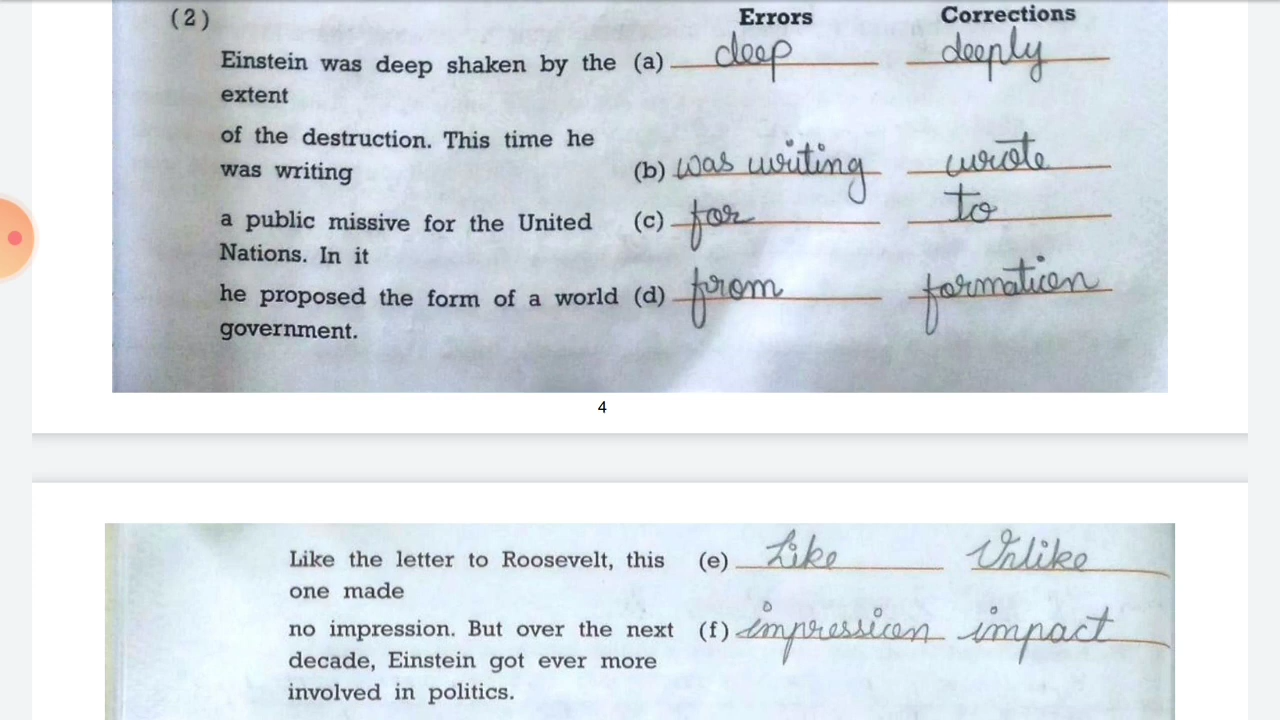 (2) Errors Corrections
Einstein was deep shaken by the (a) deep deeply
extent
of the destruction. This time he
was writing (b) was writing wrote
a public missive for the United (c) for to
Nations. In it
he proposed the form of a world (d) from formation
government.
4
Like the letter to Roosevelt, this (e) Like Unlike
one made
no impression. But over the next (f) impression impact
decade, Einstein got ever more
involved in politics.